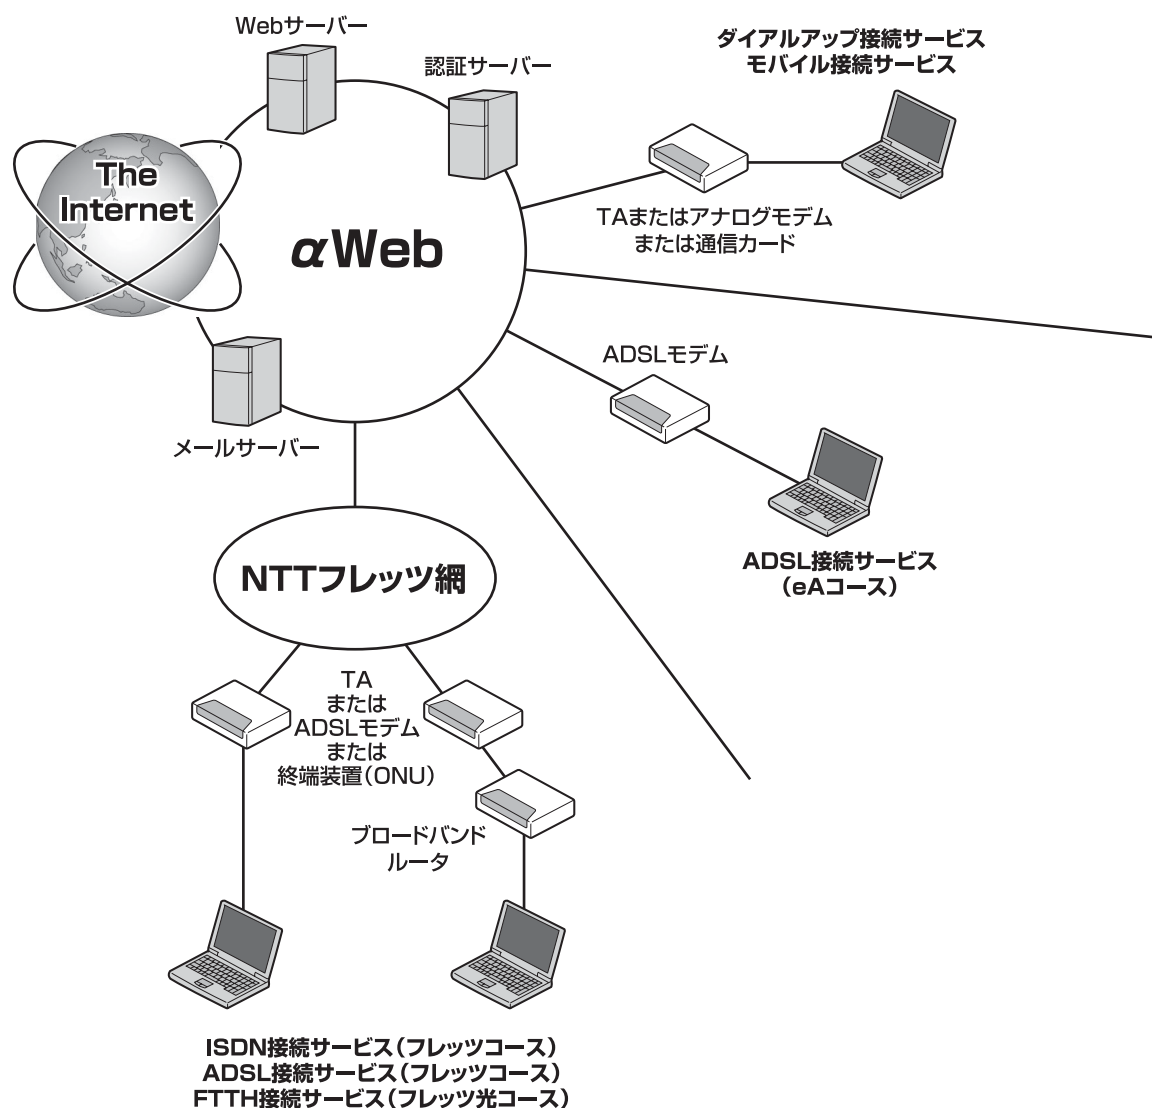 Webサーバー
認証サーバー
ダイアルアップ接続サービス
モバイル接続サービス
The
Internet
αWeb
TAまたはアナログモデム
または通信カード
ADSLモデム
メールサーバー
ADSL接続サービス
(eAコース)
NTTフレッツ網
TA
または
ADSLモデム
または
終端装置(ONU)
ブロードバンド
ルータ
ISDN接続サービス(フレッツコース)
ADSL接続サービス(フレッツコース)
FTTH接続サービス(フレッツ光コース)